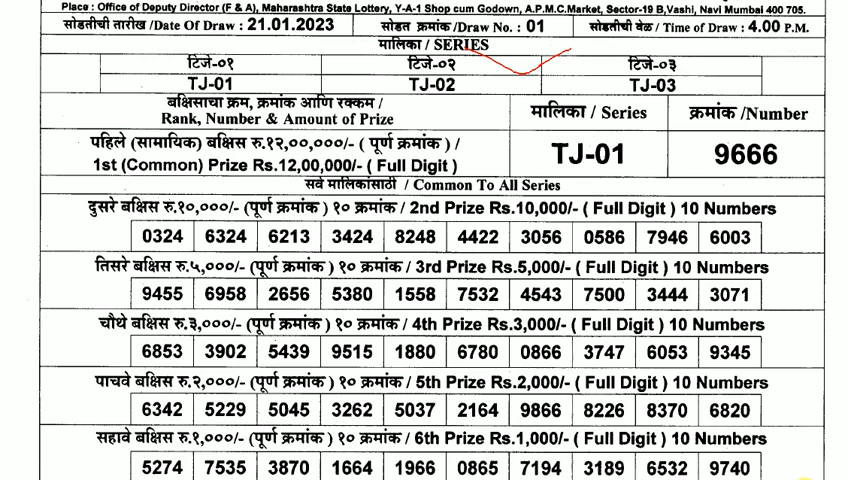 Place : Office of Deputy Director (F & A), Maharashtra State Lottery, Y-A-1 Shop cum Godown, A.P.M.C.Market, Sector-19 B,Vashi, Navi Mumbai 400 705.
सोडतीची तारीख /Date Of Draw : 21.01.2023 सोडत क्रमांक/Draw No. : 01 सोडतीची वेळ / Time of Draw : 4.00 P.M.
मालिका / SERIES
टिजे-०१ टिजे-०२ टिजे-०३
TJ-01 TJ-02 TJ-03
बक्षिसाचा क्रम, क्रमांक आणि रक्कम / मालिका / Series क्रमांक /Number
Rank, Number & Amount of Prize
पहिले (सामायिक) बक्षिस रु.१२,००,०००/- ( पूर्ण क्रमांक ) / TJ-01 9666
1st (Common) Prize Rs.12,00,000/- ( Full Digit )
सर्व मालिकांसाठी / Common To All Series
दुसरे बक्षिस रु.१०,०००/- (पूर्ण क्रमांक ) १० क्रमांक / 2nd Prize Rs.10,000/- ( Full Digit ) 10 Numbers
0324 6324 6213 3424 8248 4422 3056 0586 7946 6003
तिसरे बक्षिस रु.५,०००/- (पूर्ण क्रमांक ) १० क्रमांक / 3rd Prize Rs.5,000/- ( Full Digit ) 10 Numbers
9455 6958 2656 5380 1558 7532 4543 7500 3444 3071
चौथे बक्षिस रु.३,०००/- (पूर्ण क्रमांक ) १० क्रमांक / 4th Prize Rs.3,000/- ( Full Digit ) 10 Numbers
6853 3902 5439 9515 1880 6780 0866 3747 6053 9345
पाचवे बक्षिस रु.२,०००/- (पूर्ण क्रमांक ) १० क्रमांक / 5th Prize Rs.2,000/- ( Full Digit ) 10 Numbers
6342 5229 5045 3262 5037 2164 9866 8226 8370 6820
सहावे बक्षिस रु.१,०००/- (पूर्ण क्रमांक ) १० क्रमांक / 6th Prize Rs.1,000/- ( Full Digit ) 10 Numbers
5274 7535 3870 1664 1966 0865 7194 3189 6532 9740